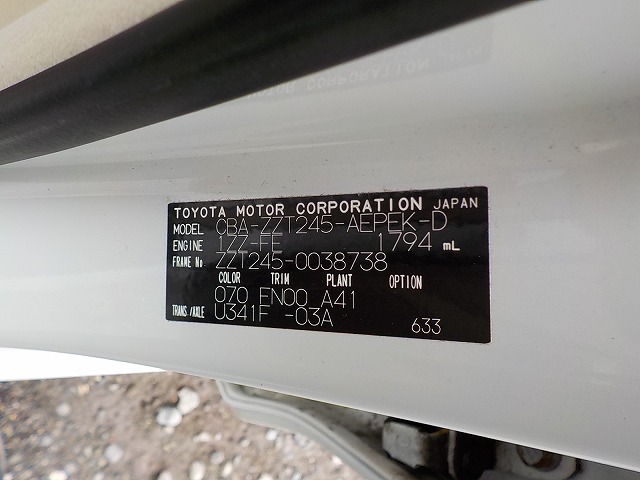 TOYOTA MOTOR CORPORATION JAPAN
MODEL CBA-ZZT245-AEPEK-D
ENGINE 1ZZ-FE 1794 mL
FRAME No ZZT245-0038738
COLOR TRIM PLANT OPTION
070 FN00 A41
TRANS/AXLE U341F -03A
633